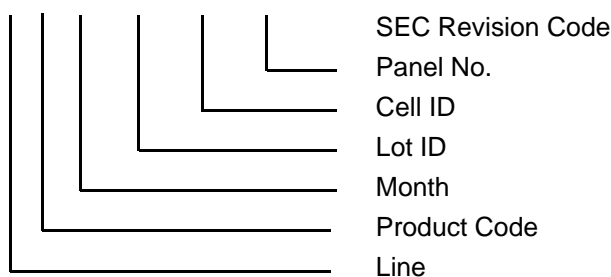 SEC Revision Code
Panel No.
Cell ID
Lot ID
Month
Product Code
Line